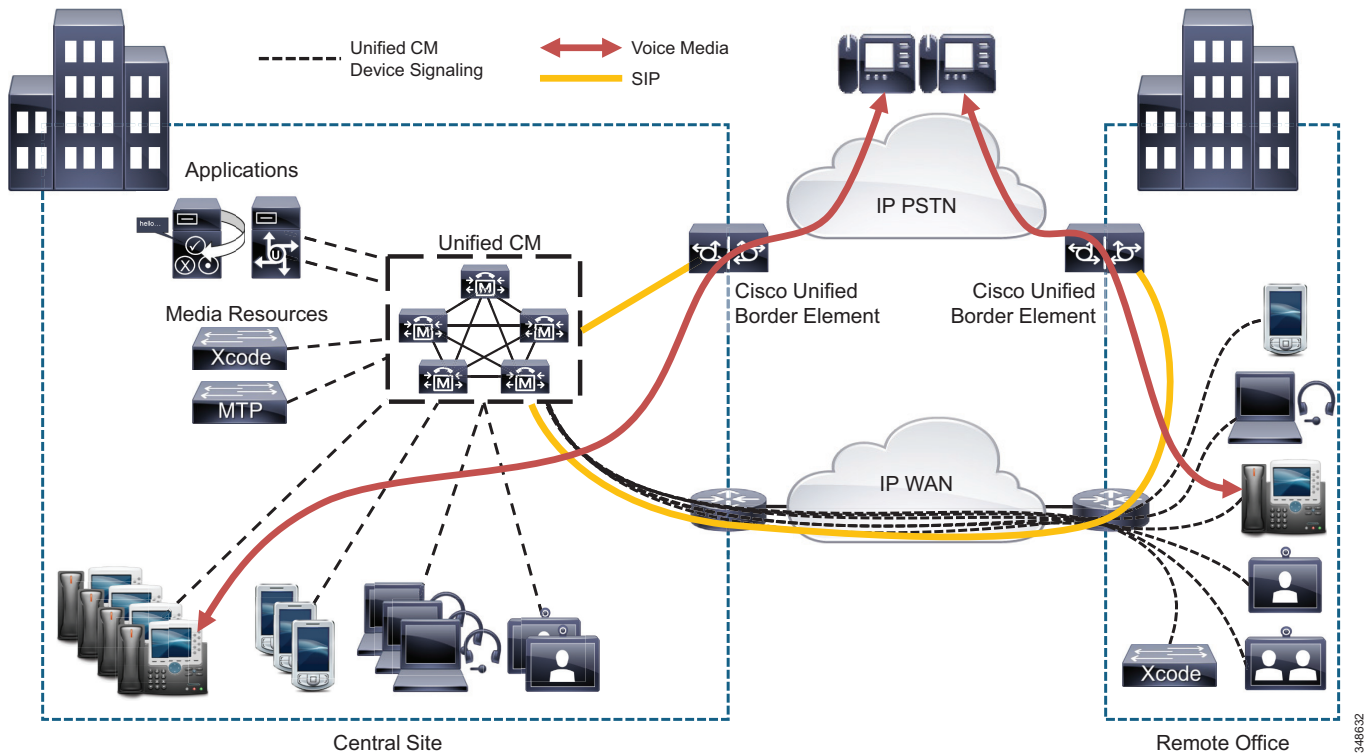 Unified CM
Device Signaling
Voice Media
SIP
Applications
hello...
U
Unified CM
M
M
M
M
M
Media Resources
Xcode
MTP
IP PSTN
Cisco Unified
Border Element
Cisco Unified
Border Element
IP WAN
Xcode
Central Site
Remote Office
348632